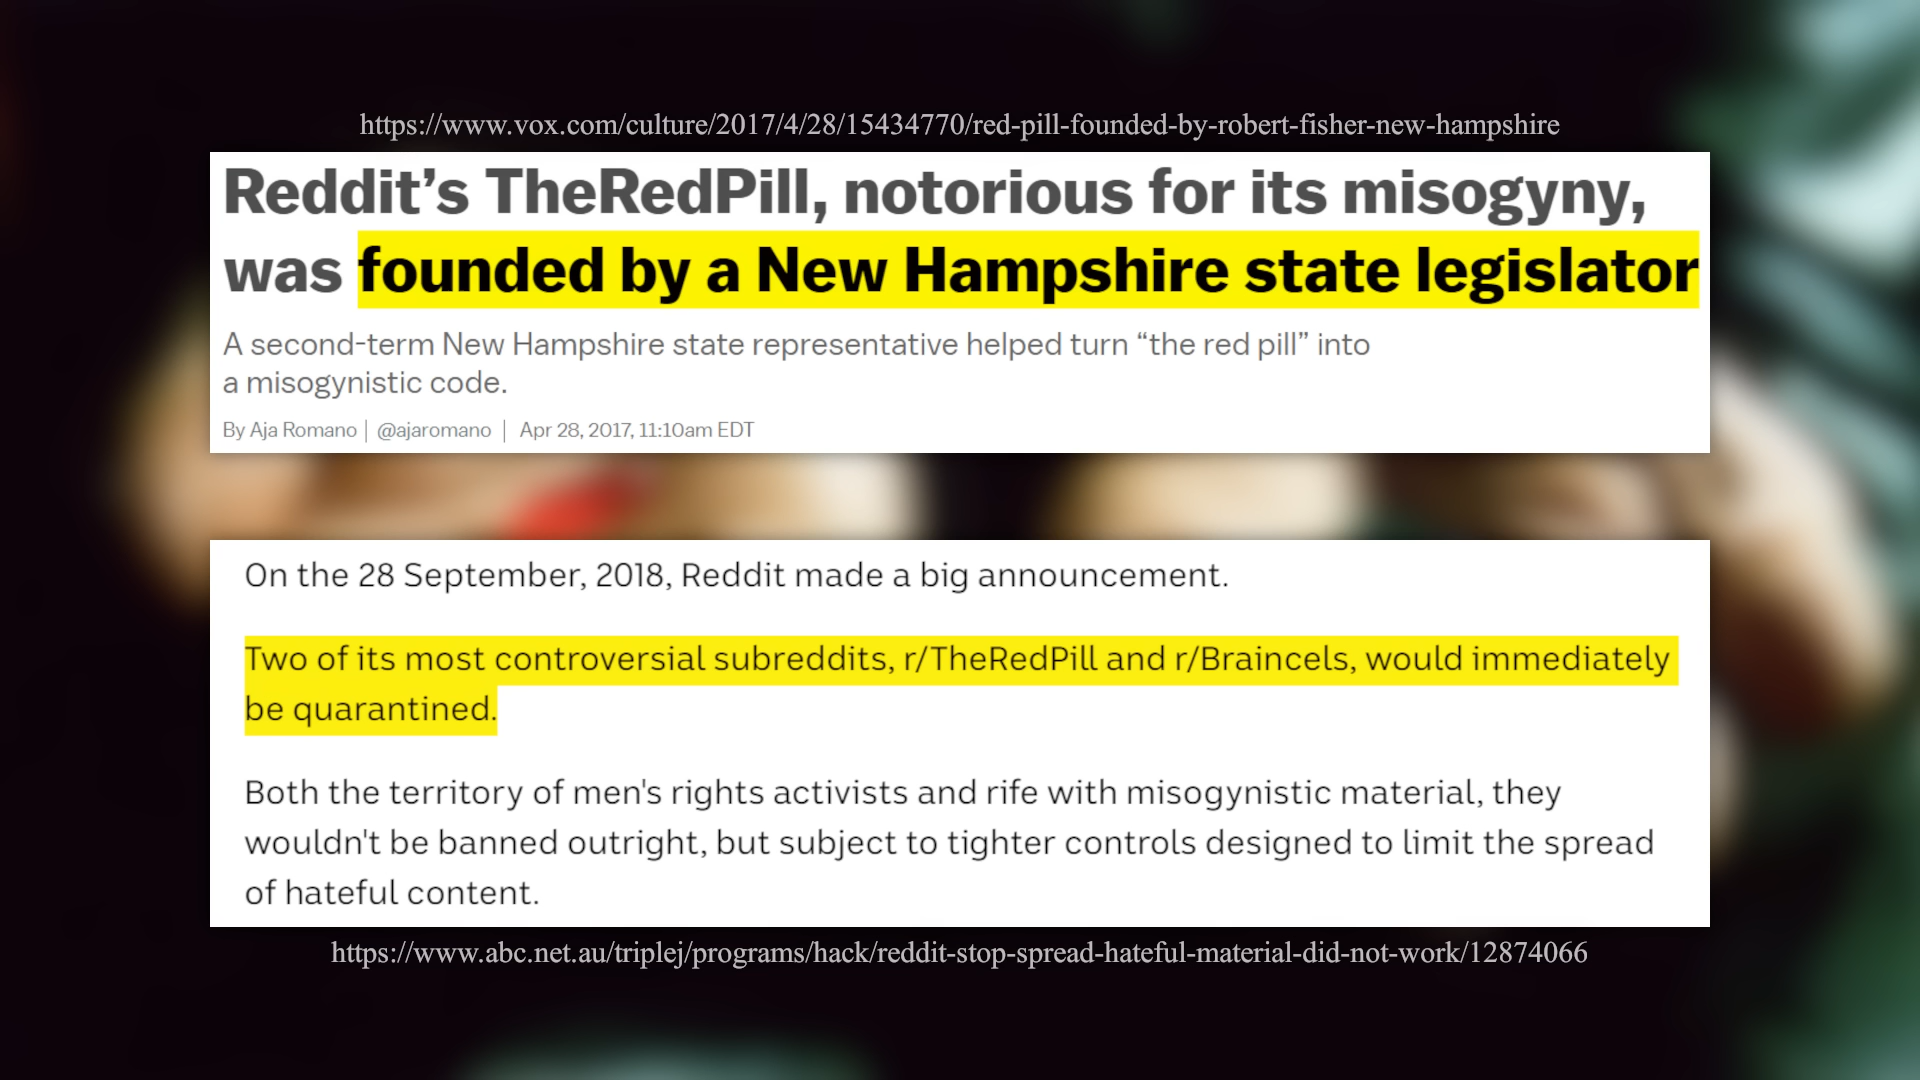 https://www.vox.com/culture/2017/4/28/15434770/red-pill-founded-by-robert-fisher-new-hampshire
Reddit’s TheRedPill, notorious for its misogyny,
was founded by a New Hampshire state legislator
A second-term New Hampshire state representative helped turn “the red pill” into
a misogynistic code.
By Aja Romano | @ajaromano | Apr 28, 2017, 11:10am EDT
On the 28 September, 2018, Reddit made a big announcement.
Two of its most controversial subreddits, r/TheRedPill and r/Braincels, would immediately
be quarantined.
Both the territory of men's rights activists and rife with misogynistic material, they
wouldn't be banned outright, but subject to tighter controls designed to limit the spread
of hateful content.
https://www.abc.net.au/triplej/programs/hack/reddit-stop-spread-hateful-material-did-not-work/12874066